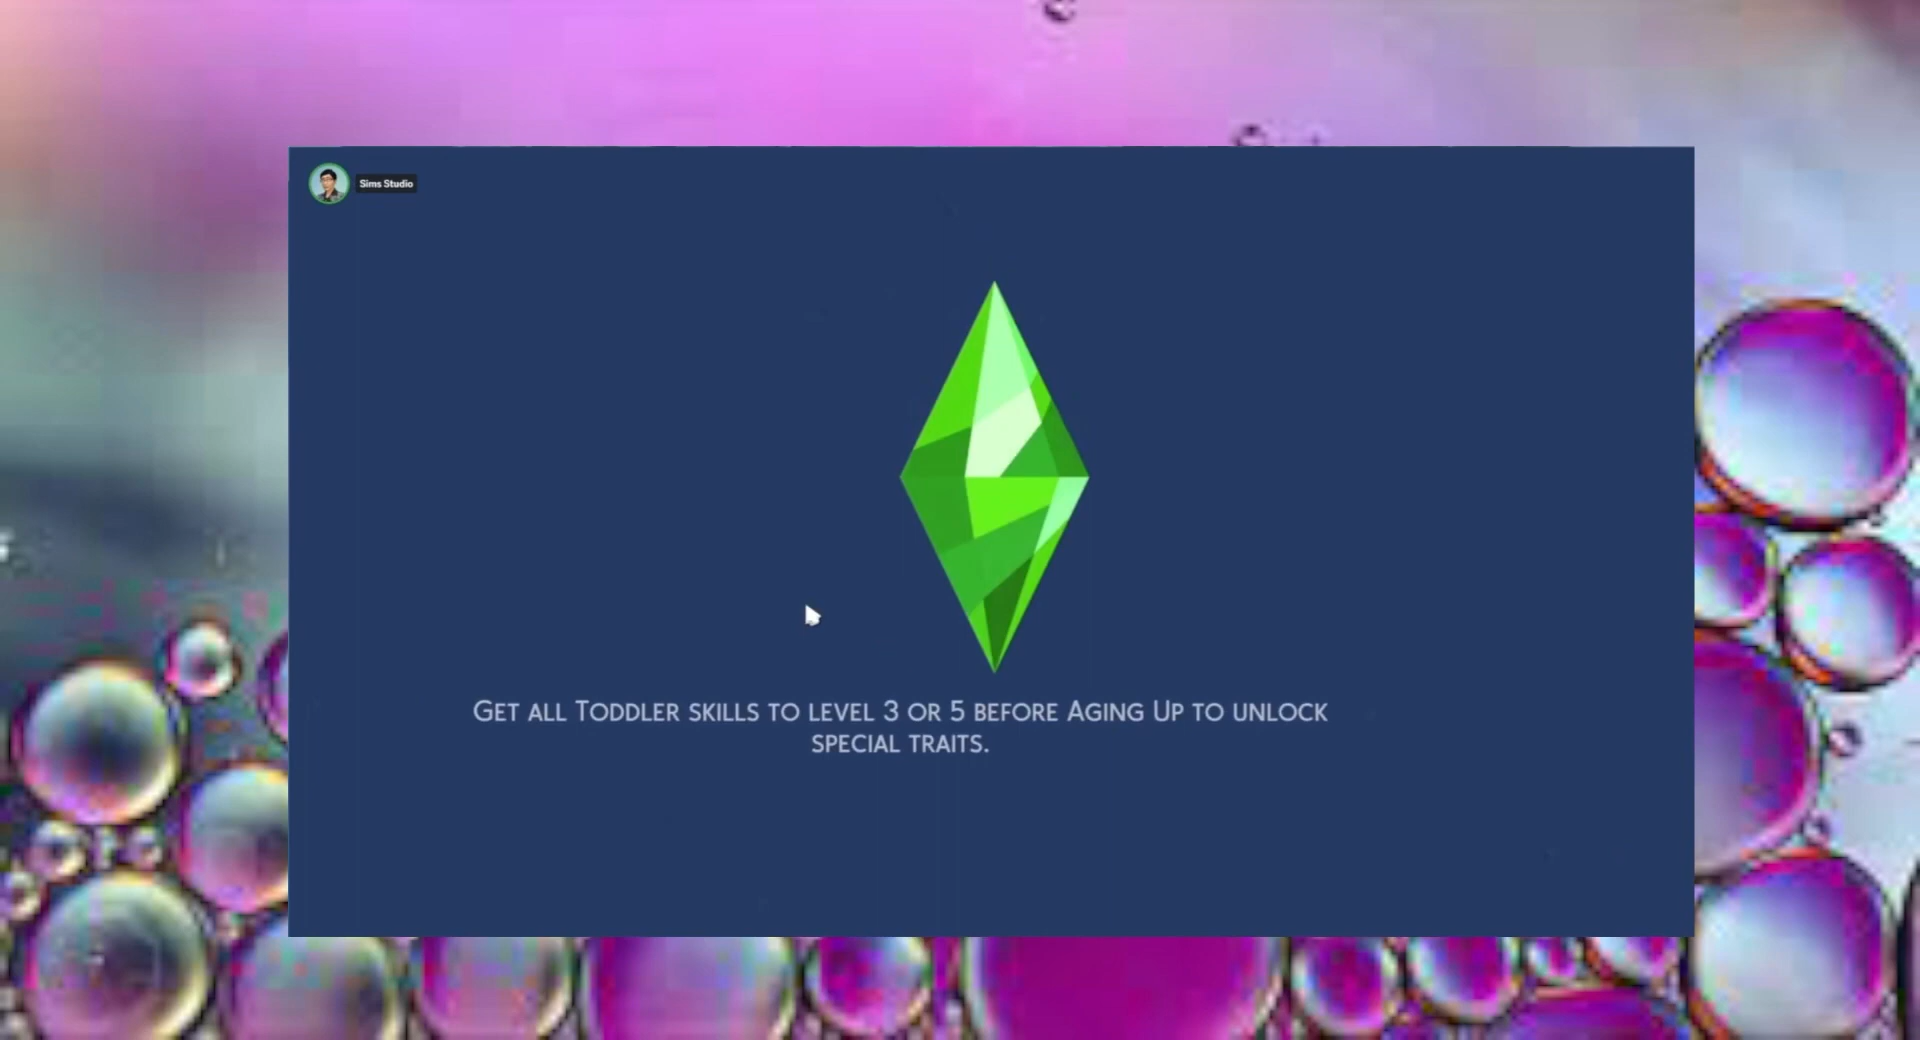 Sims Studio
Get all Toddler skills to level 3 or 5 before Aging Up to unlock
special traits.